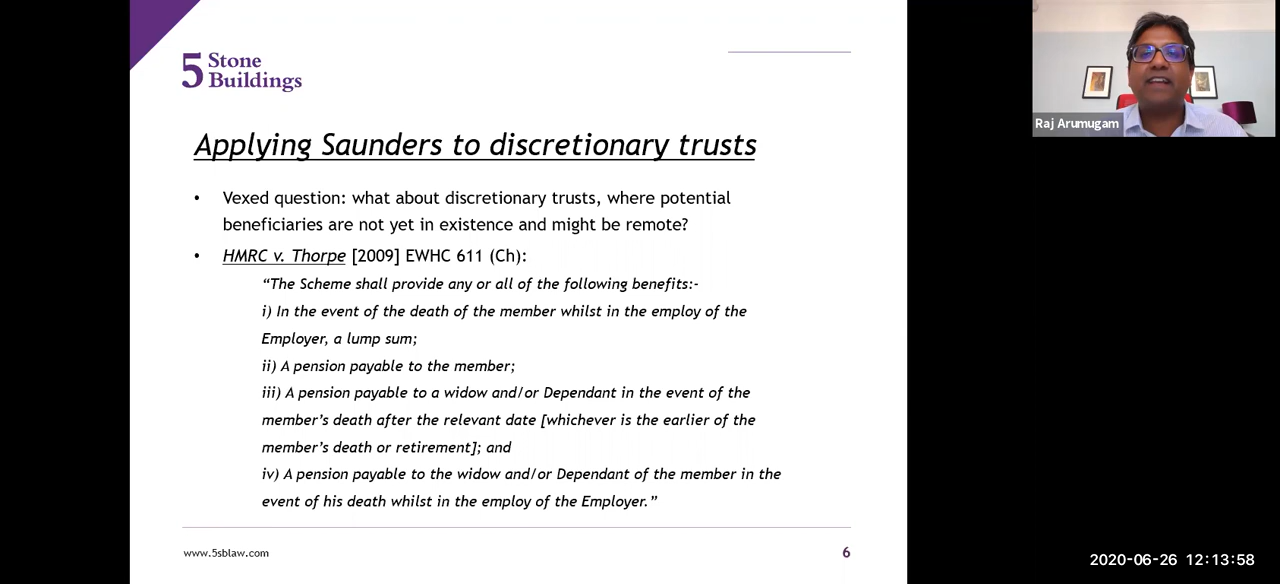 5 Stone
Buildings
Applying Saunders to discretionary trusts
• Vexed question: what about discretionary trusts, where potential
beneficiaries are not yet in existence and might be remote?
• HMRC v. Thorpe [2009] EWHC 611 (Ch):
“The Scheme shall provide any or all of the following benefits:-
i) In the event of the death of the member whilst in the employ of the
Employer, a lump sum;
ii) A pension payable to the member;
iii) A pension payable to a widow and/or Dependant in the event of the
member’s death after the relevant date [whichever is the earlier of the
member’s death or retirement]; and
iv) A pension payable to the widow and/or Dependant of the member in the
event of his death whilst in the employ of the Employer.”
www.5sblaw.com
6
Raj Arumugam
2020-06-26 12:13:58